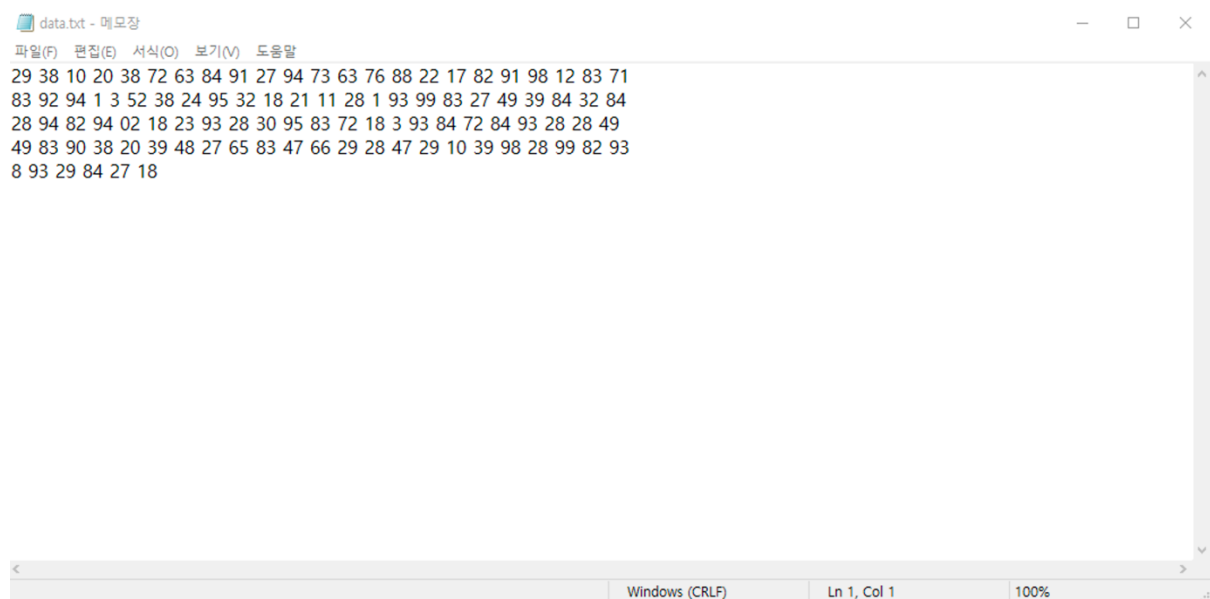 data.txt - 메모장
파일(F) 편집(E) 서식(O) 보기(V) 도움말
29 38 10 20 38 72 63 84 91 27 94 73 63 76 88 22 17 82 91 98 12 83 71
83 92 94 1 3 52 38 24 95 32 18 21 11 28 1 93 99 83 27 49 39 84 32 84
28 94 82 94 02 18 23 93 28 30 95 83 72 18 3 93 84 72 84 93 28 28 49
49 83 90 38 20 39 48 27 65 83 47 66 29 28 47 29 10 39 98 28 99 82 93
8 93 29 84 27 18
Windows (CRLF) Ln 1, Col 1 100%